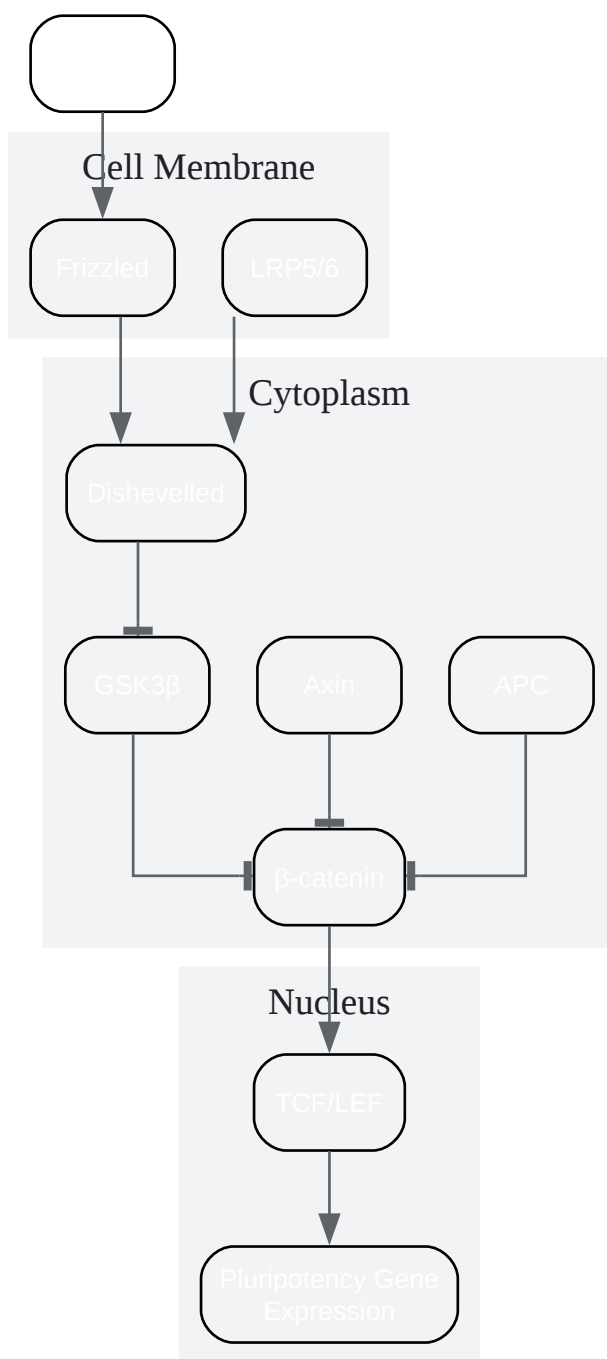 Cell Membrane
Frizzled
LRP5/6
Cytoplasm
Dishevelled
GSK3β
Axin
APC
β-catenin
Nucleus
TCF/LEF
Pluripotency Gene
Expression